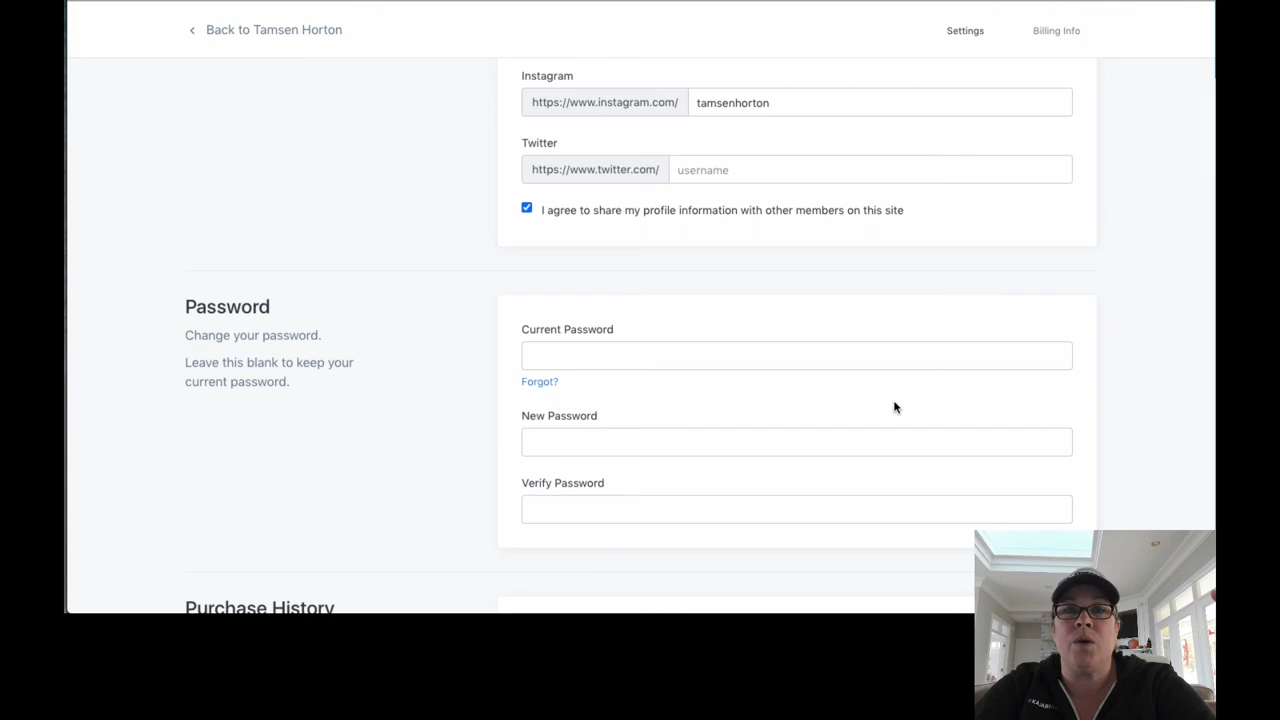 Back to Tamsen Horton
Settings
Billing Info
Instagram
https://www.instagram.com/
tamsenhorton
Twitter
https://www.twitter.com/
username
I agree to share my profile information with other members on this site
Password
Change your password.
Leave this blank to keep your
current password.
Current Password
Forgot?
New Password
Verify Password
Purchase History